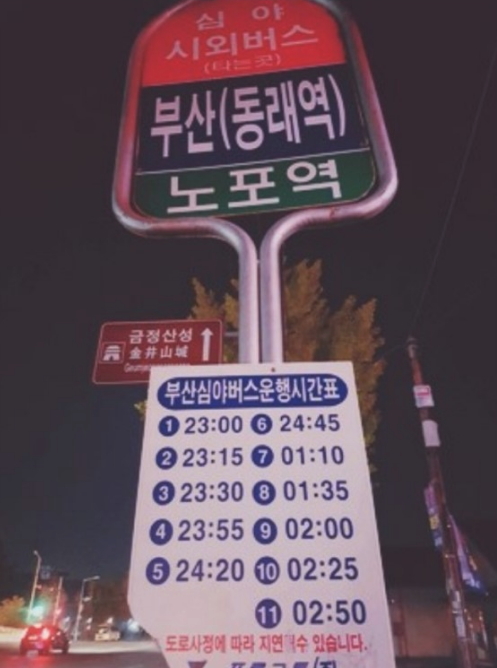 심야
시외버스
(타는곳)
부산(동래역)
노포역
금정산성
金井山城
부산심야버스운행시간표
1 23:00 6 24:45
2 23:15 7 01:10
3 23:30 8 01:35
4 23:55 9 02:00
5 24:20 10 02:25
11 02:50
도로사정에 따라 지연될수 있습니다.